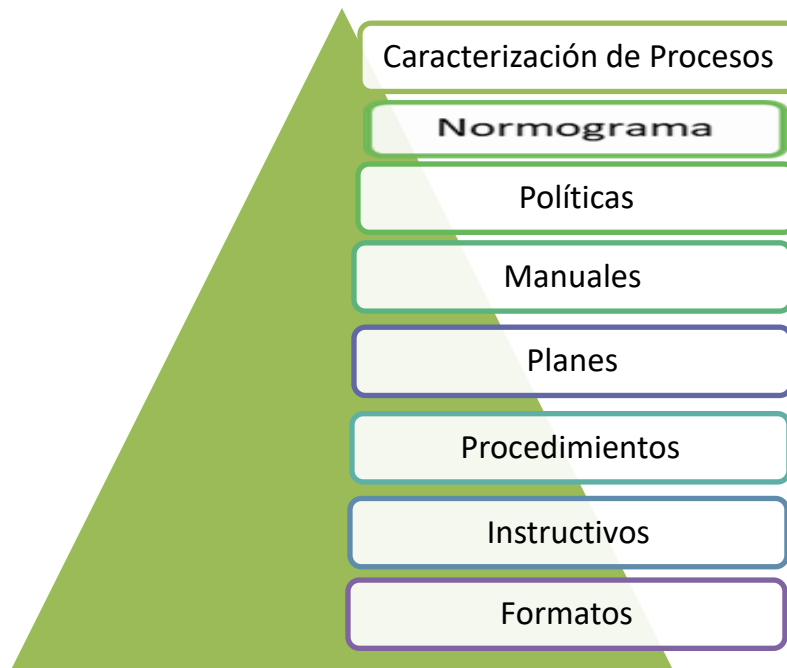 Caracterización de Procesos
Normograma
Políticas
Manuales
Planes
Procedimientos
Instructivos
Formatos